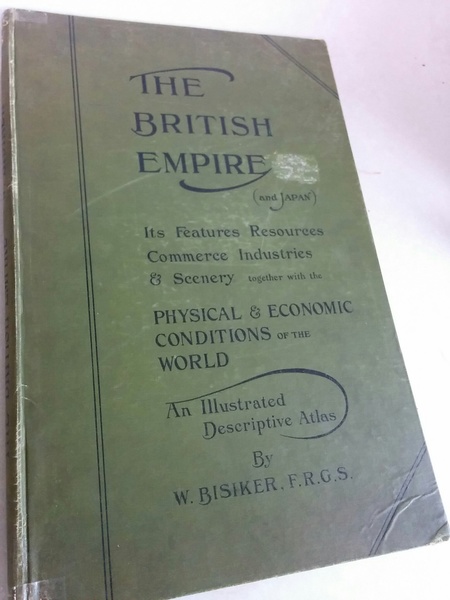 THE
BRITISH
EMPIRE
(and JAPAN)
Its Features Resources
Commerce Industries
& Scenery together with the
PHYSICAL & ECONOMIC
CONDITIONS OF THE
WORLD
An Illustrated
Descriptive Atlas
By
W. BISIKER, F.R.G.S.